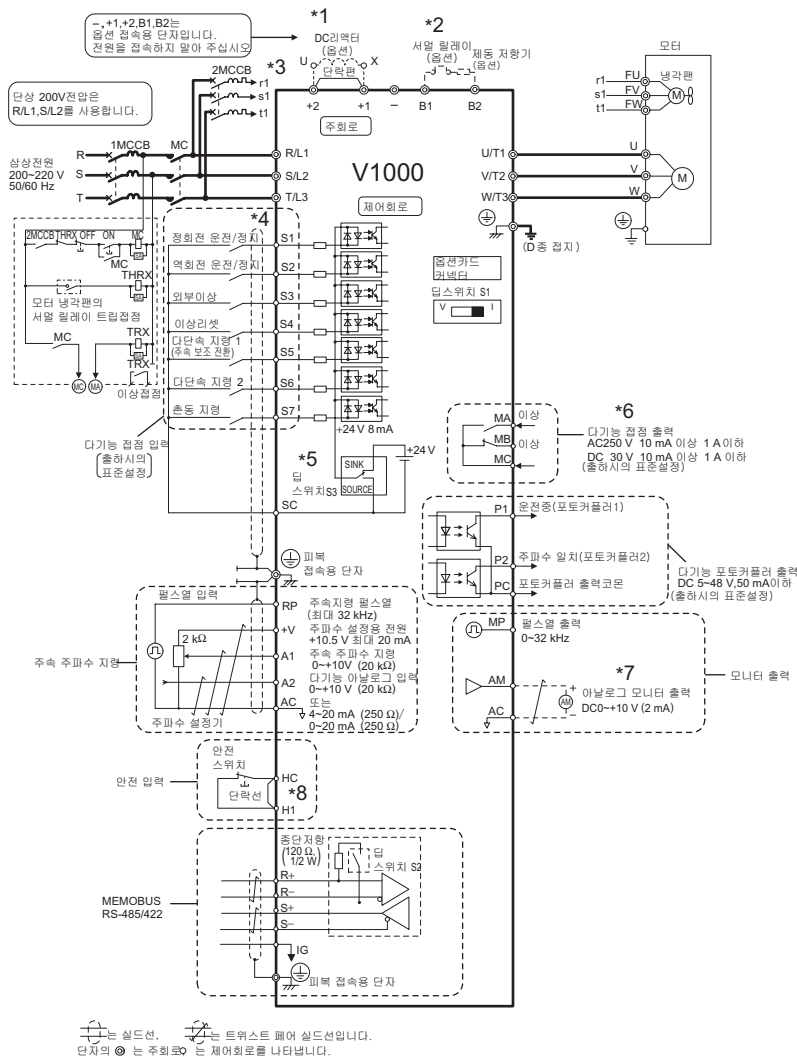 −, +1,+2,B1,B2는
옵션 접속용 단자입니다.
전원을 접속하지 말아 주십시오
*1
DC리액터
(옵션)
U
X
단락편
*2
서멀 릴레이
(옵션)
제동 저항기
(옵션)
모터
2MCCB
*3
r1
s1
t1
+2
+1
−
B1
B2
주회로
r1
FU
s1
FV
t1
FW
냉각팬
M
단상 200V전압은
R/L1,S/L2를 사용합니다.
삼상전원
200~220 V
50/60 Hz
R
S
T
1MCCB
MC
R/L1
S/L2
T/L3
V1000
제어회로
U/T1
V/T2
W/T3
U
V
W
M
(D종 접지)
옵션카드
커넥터
딥스위치 S1
V
I
2MCCB
THRX
OFF
ON
MC
SA
MC
THRX
SA
모터 냉각팬의
서멀 릴레이 트립접점
MC
TRX
SA
TRX
MC
MA
이상접점
*4
정회전 운전/정지
S1
역회전 운전/정지
S2
외부이상
S3
이상리셋
S4
다단속 지령 1
(주속 보조 전환)
S5
다단속 지령 2
S6
촌동 지령
S7
+24 V 8 mA
다기능 접점 입력
(출하시의
표준설정)
*5
딥
스위치S3
SINK
SOURCE
+24 V
SC
*6
MA
이상
MB
이상
MC
다기능 접점 출력
AC250 V 10 mA 이상 1 A 이하
DC 30 V 10 mA 이상 1 A 이하
(출하시의 표준설정)
P1
운전중(포토커플러1)
P2
주파수 일치(포토커플러2)
PC
포토커플러 출력코몬
다기능 포토커플러 출력
DC 5~48 V,50 mA이하
(출하시의 표준설정)
피복
접속용 단자
펄스열 입력
주속 주파수 지령
2 kΩ
주파수 설정기
RP
주속지령 펄스열
(최대 32 kHz)
+V
주파수 설정용 전원
+10.5 V 최대 20 mA
A1
주속 주파수 지령
0~+10V (20 kΩ)
A2
다기능 아날로그 입력
0~+10 V (20 kΩ)
AC
또는
4~20 mA (250 Ω)/
0~20 mA (250 Ω)
MP
펄스열 출력
0~32 kHz
*7
AM
AM
+
−
아날로그 모니터 출력
DC0~+10 V (2 mA)
AC
모니터 출력
안전 입력
안전
스위치
단락선
HC
*8
H1
MEMOBUS
RS-485/422
종단저항
(120 Ω,
1/2 W)
딥
스위치 S2
R+
R−
S+
S−
IG
피복 접속용 단자
는 실드선,
는 트위스트 페어 실드선입니다.
단자의 ◎ 는 주회로, ○ 는 제어회로를 나타냅니다.